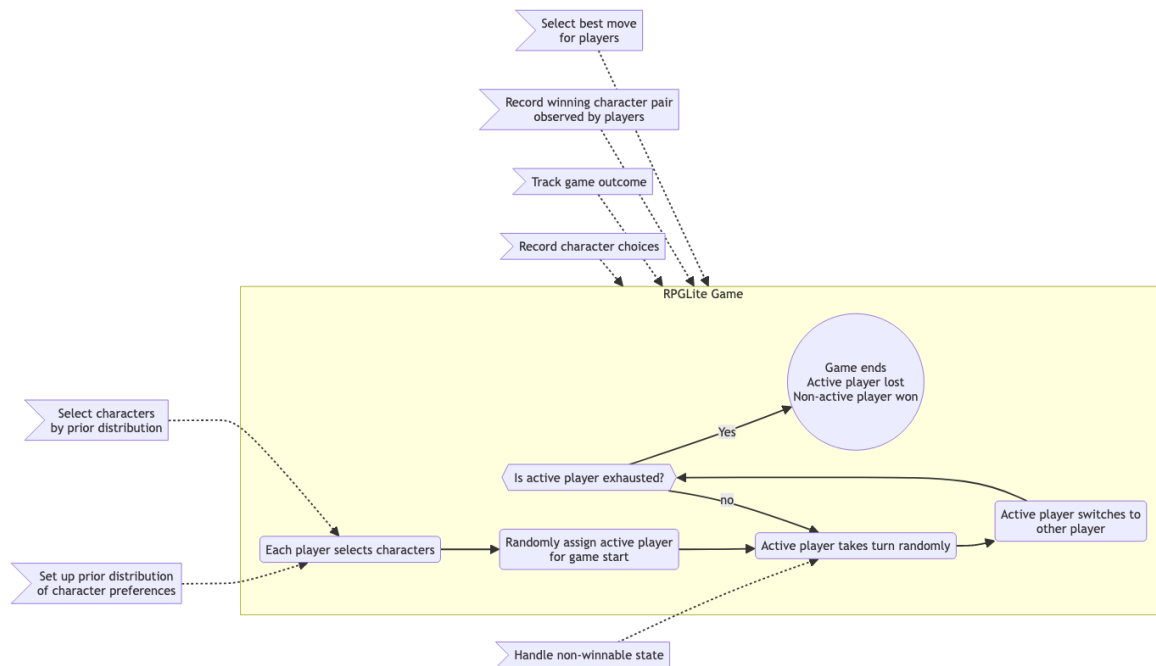 Select best move
for players
Record winning character pair
observed by players
Track game outcome
Record character choices
RPGLite Game
Game ends
Active player lost
Non-active player won
Select characters
by prior distribution
Yes
Is active player exhausted?
no
Active player switches to
other player
Each player selects characters
Randomly assign active player
for game start
Active player takes turn randomly
Set up prior distribution
of character preferences
Handle non-winnable state